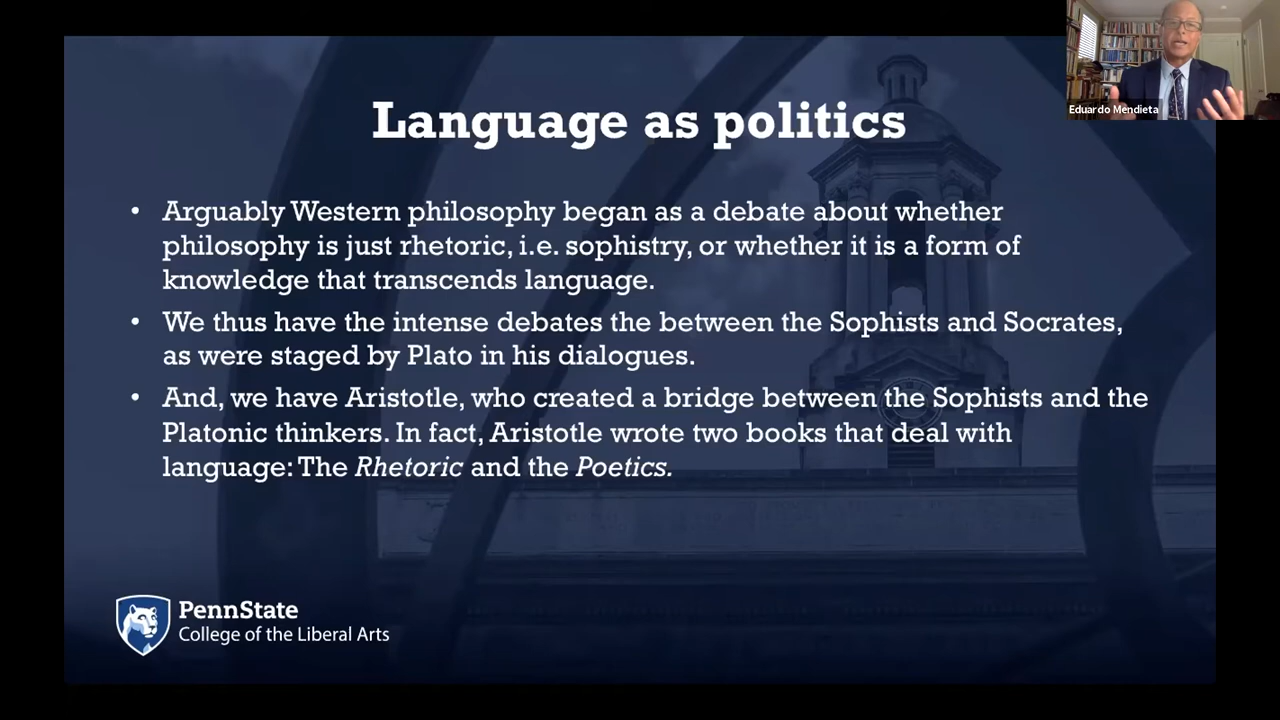 Eduardo Mendieta
Language as politics
• Arguably Western philosophy began as a debate about whether
philosophy is just rhetoric, i.e. sophistry, or whether it is a form of
knowledge that transcends language.
• We thus have the intense debates the between the Sophists and Socrates,
as were staged by Plato in his dialogues.
• And, we have Aristotle, who created a bridge between the Sophists and the
Platonic thinkers. In fact, Aristotle wrote two books that deal with
language: The Rhetoric and the Poetics.
PennState
College of the Liberal Arts